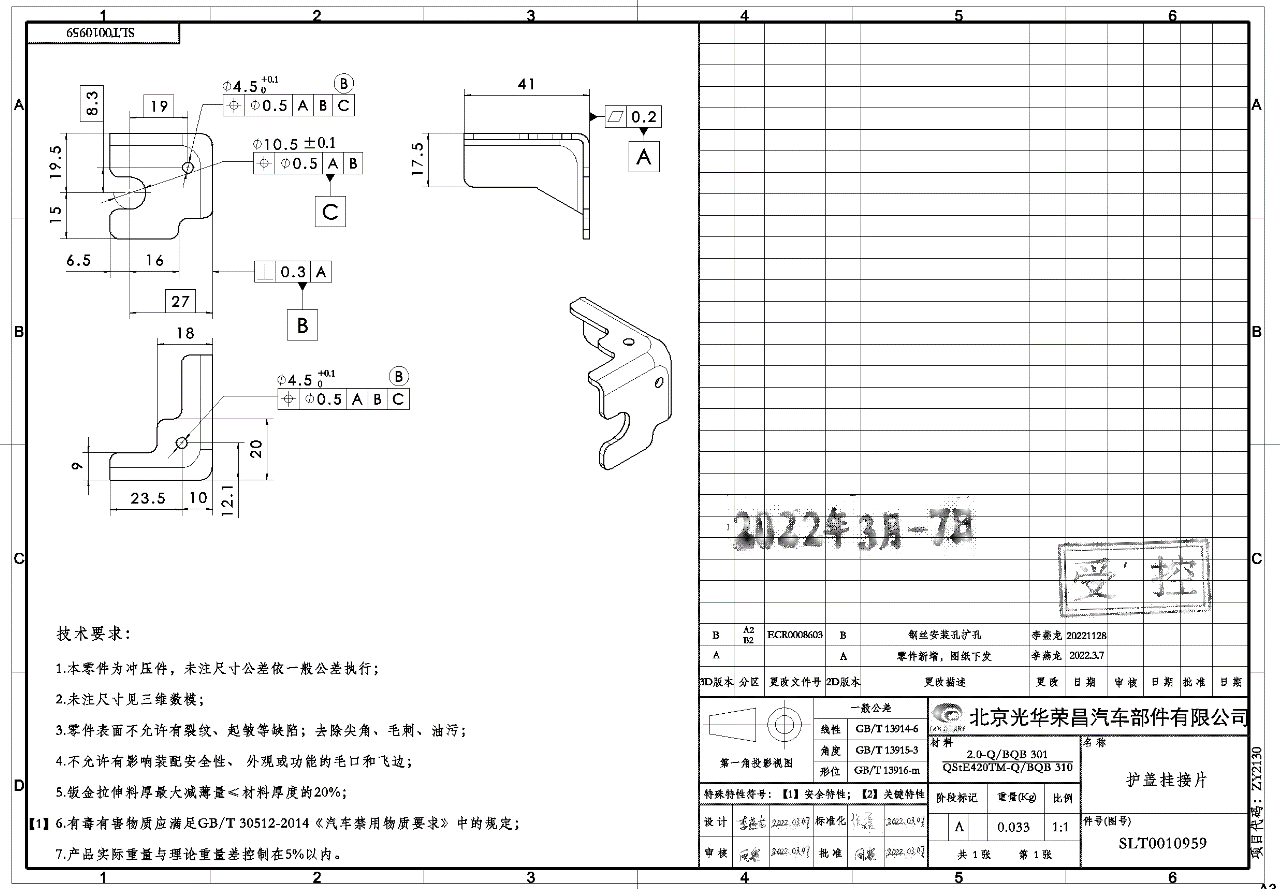 1 2 3 4 5 6
SLT0010959
A
B
C
D
8.3
19
Φ4.5 +0.1 0
B
Φ0.5 A B C
Φ10.5 ±0.1
Φ0.5 A B
C
19.5
15
6.5
16
0.3 A
27
B
41
17.5
0.2
A
18
Φ4.5 +0.1 0
B
Φ0.5 A B C
9
20
23.5
10
12.1
技术要求:
1.本零件为冲压件，未注尺寸公差依一般公差执行;
2.未注尺寸见三维数模;
3.零件表面不允许有裂纹、起皱等缺陷; 去除尖角、毛刺、油污;
4.不允许有影响装配安全性、外观或功能的毛口和飞边;
5.钣金拉伸料厚最大减薄量≤材料厚度的20%;
【1】6.有毒有害物质应满足GB/T 30512-2014《汽车禁用物质要求》中的规定;
7.产品实际重量与理论重量差控制在5%以内。
2022年3月-7日
受控
B A2 B2 ECR0008603 B 钢丝安装孔扩孔 李燕龙 20221128
A A 零件新增，图纸下发 李燕龙 2022.3.7
3D版本 分区 更改文件号 2D版本 更改描述 更改 日期 审核 日期 批准 日期
第一角投影视图
一般公差
线性 GB/T 13914-6
角度 GB/T 13915-3
形位 GB/T 13916-m
北京光华荣昌汽车部件有限公司
材料
2.0-Q/BQB 301
QStE420TM-Q/BQB 310
名称
护盖挂接片
特殊特性符号: 【1】安全特性; 【2】关键特性
设计 2022.03.07 标准化 2022.03.07
审核 2022.03.07 批准 2022.03.07
阶段标记 重量(Kg) 比例
A 0.033 1:1
共 1 张 第 1 张
件号(图号)
SLT0010959
项目代码: ZY2130
A
B
C
D
1 2 3 4 5 6
A3